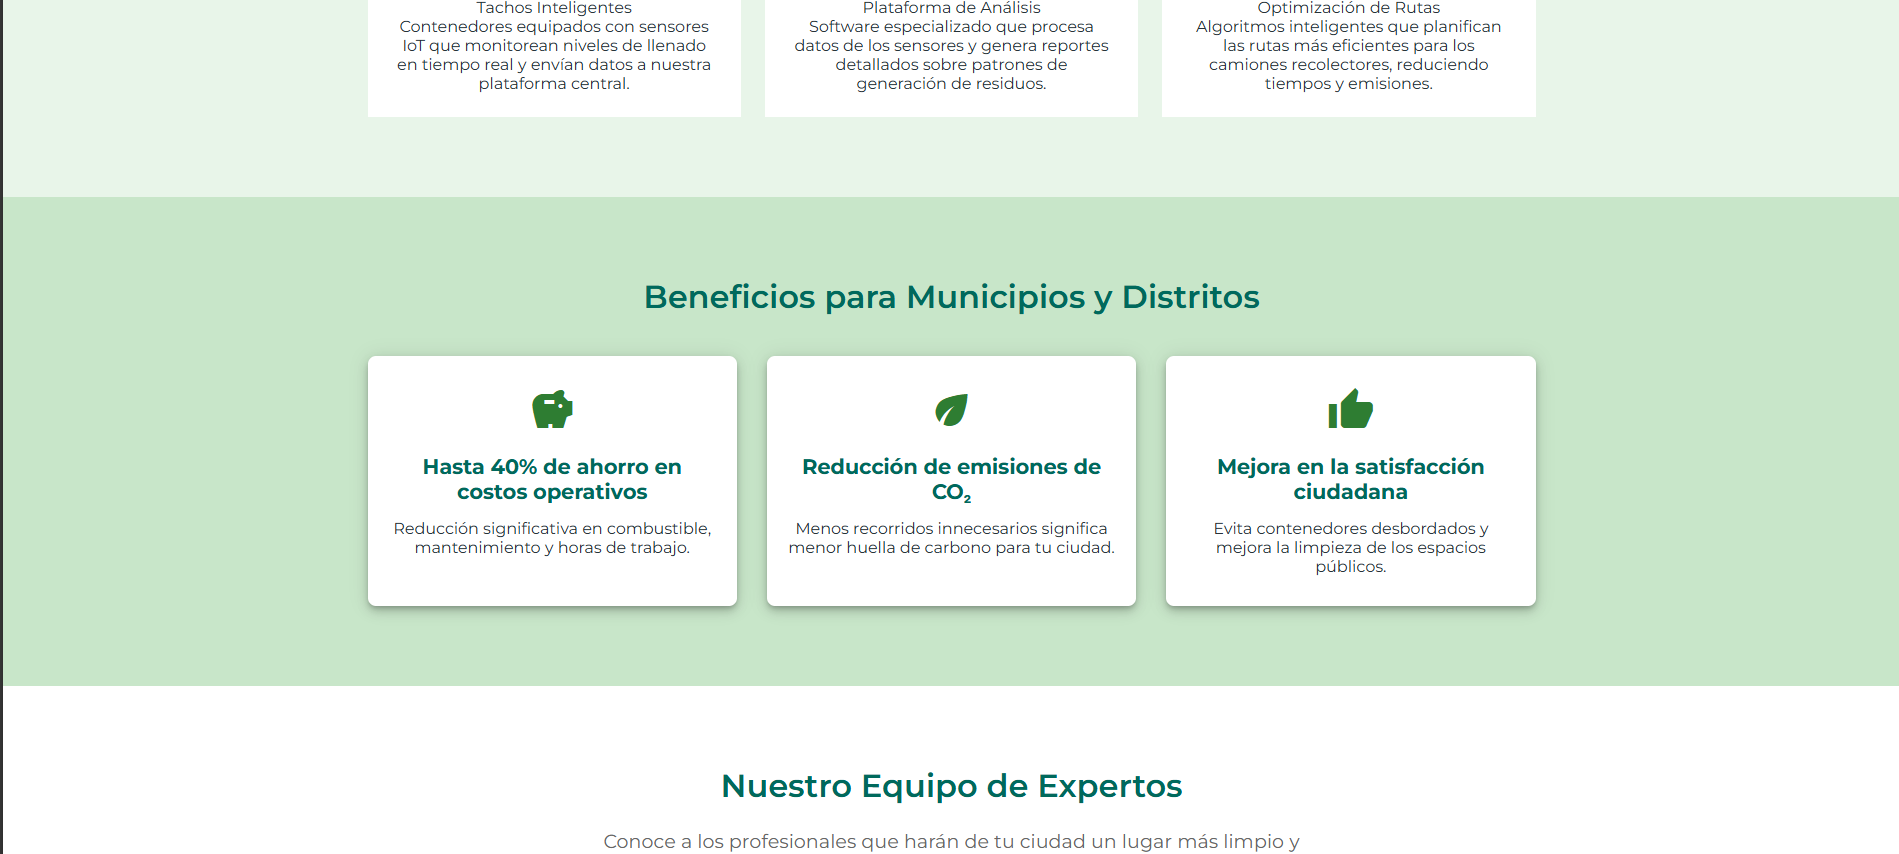 Tachos Inteligentes
Contenedores equipados con sensores
IoT que monitorean niveles de llenado
en tiempo real y envían datos a nuestra
plataforma central.
Plataforma de Análisis
Software especializado que procesa
datos de los sensores y genera reportes
detallados sobre patrones de
generación de residuos.
Optimización de Rutas
Algoritmos inteligentes que planifican
las rutas más eficientes para los
camiones recolectores, reduciendo
tiempos y emisiones.
Beneficios para Municipios y Distritos
Hasta 40% de ahorro en
costos operativos
Reducción significativa en combustible,
mantenimiento y horas de trabajo.
Reducción de emisiones de
CO₂
Menos recorridos innecesarios significa
menor huella de carbono para tu ciudad.
Mejora en la satisfacción
ciudadana
Evita contenedores desbordados y
mejora la limpieza de los espacios
públicos.
Nuestro Equipo de Expertos
Conoce a los profesionales que harán de tu ciudad un lugar más limpio y